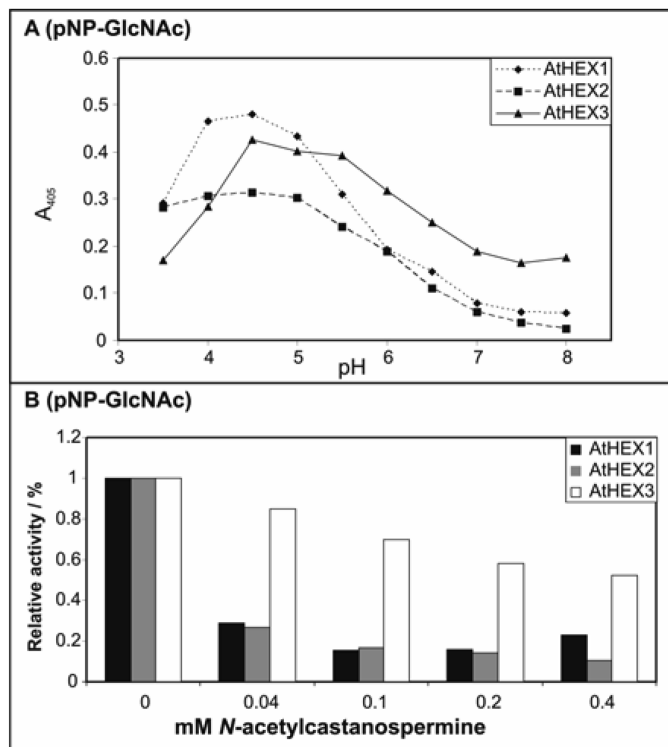 A (pNP-GlcNAc)
AtHEX1
AtHEX2
AtHEX3
0.6
0.5
0.4
0.3
0.2
0.1
0
A405
3 4 5 6 7 8
pH
B (pNP-GlcNAc)
AtHEX1
AtHEX2
AtHEX3
1.2
1
0.8
0.6
0.4
0.2
0
Relative activity / %
0 0.04 0.1 0.2 0.4
mM N-acetylcastanospermine